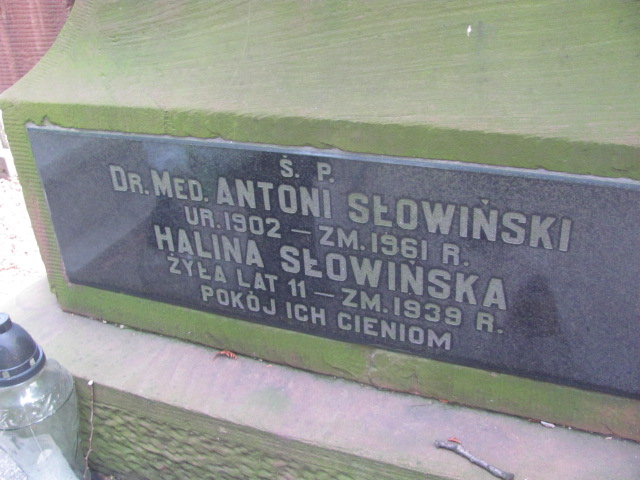 Ś. P.
DR. MED. ANTONI SŁOWIŃSKI
UR. 1902 – ZM. 1961 R.
HALINA SŁOWIŃSKA
ŻYŁA LAT 11 – ZM. 1939 R.
POKÓJ ICH CIENIOM